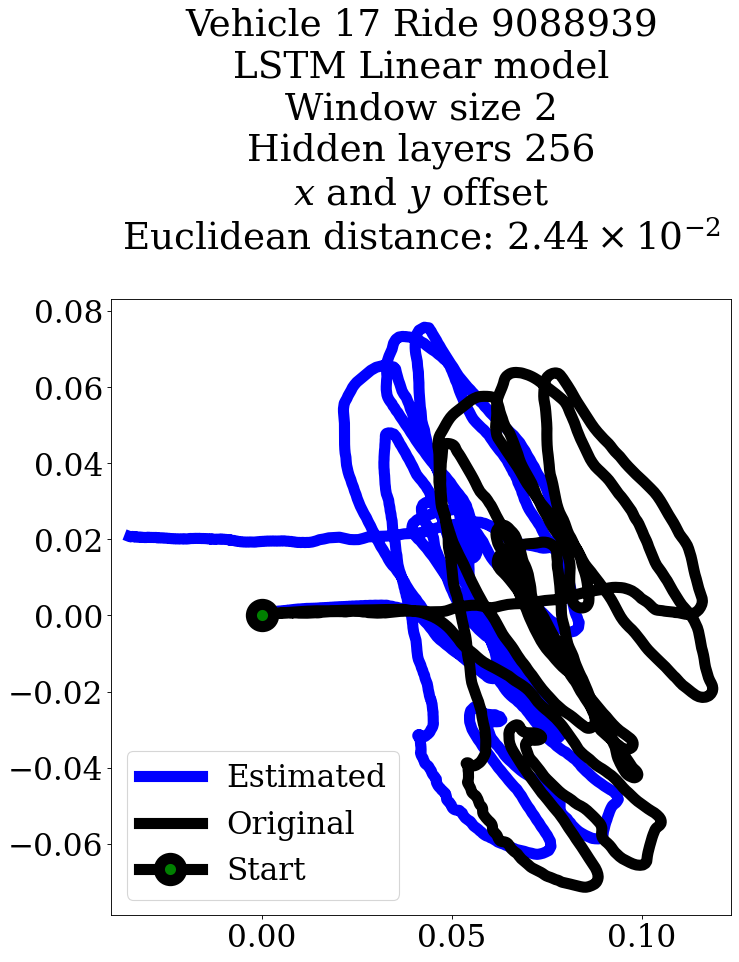 Vehicle 17 Ride 9088939
LSTM Linear model
Window size 2
Hidden layers 256
x and y offset
Euclidean distance: 2.44 × 10⁻²
0.08
0.06
0.04
0.02
0.00
−0.02
−0.04
−0.06
Estimated
Original
Start
0.00 0.05 0.10